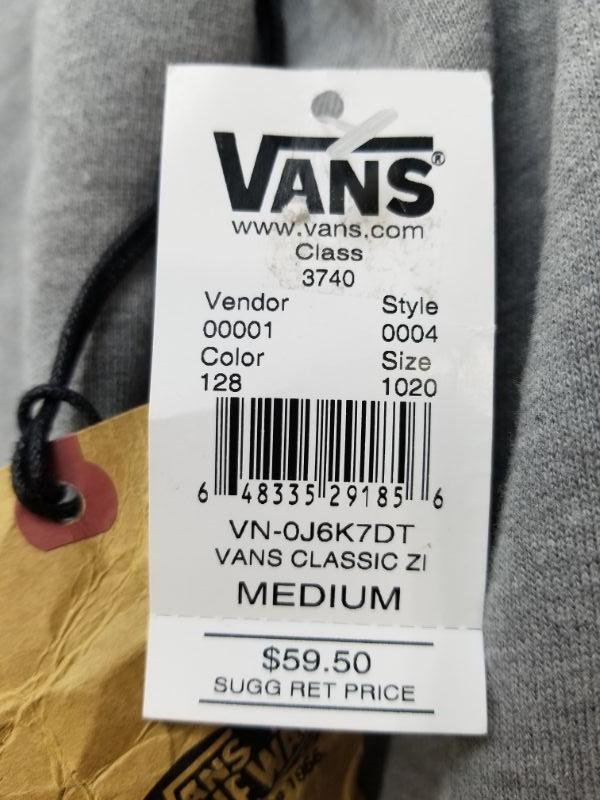 VANS®
www.vans.com
Class
3740
Vendor Style
00001 0004
Color Size
128 1020
6 48335 29185 6
VN-0J6K7DT
VANS CLASSIC ZI
MEDIUM
$59.50
SUGG RET PRICE
VANS